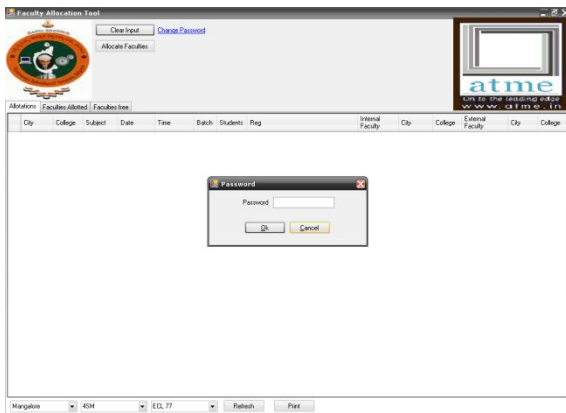 Faculty Allocation Tool
Clear Input
Change Password
Allocate Faculties
atme
on to the leading edge
www.atme.in
Allotations
Faculties Allotted
Faculties free
City College Subject Date Time Batch Students Reg Internal Faculty City College External Faculty City College
Password
Password
Ok
Cancel
Mangalore
45M
ECL 77
Refresh
Print